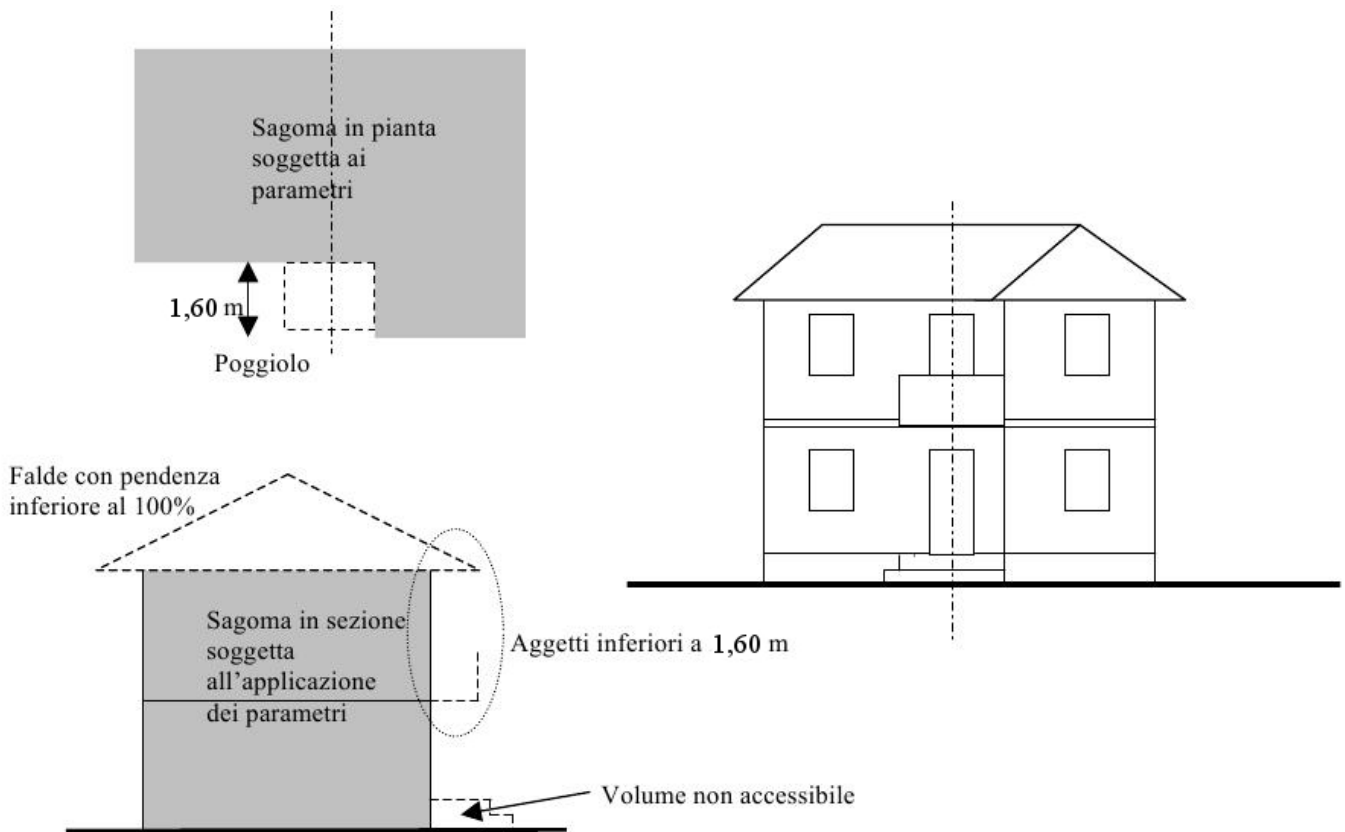 Sagoma in pianta
soggetta ai
parametri
1,60 m
Poggiolo
Falde con pendenza
inferiore al 100%
Sagoma in sezione
soggetta
all'applicazione
dei parametri
Aggetti inferiori a 1,60 m
Volume non accessibile